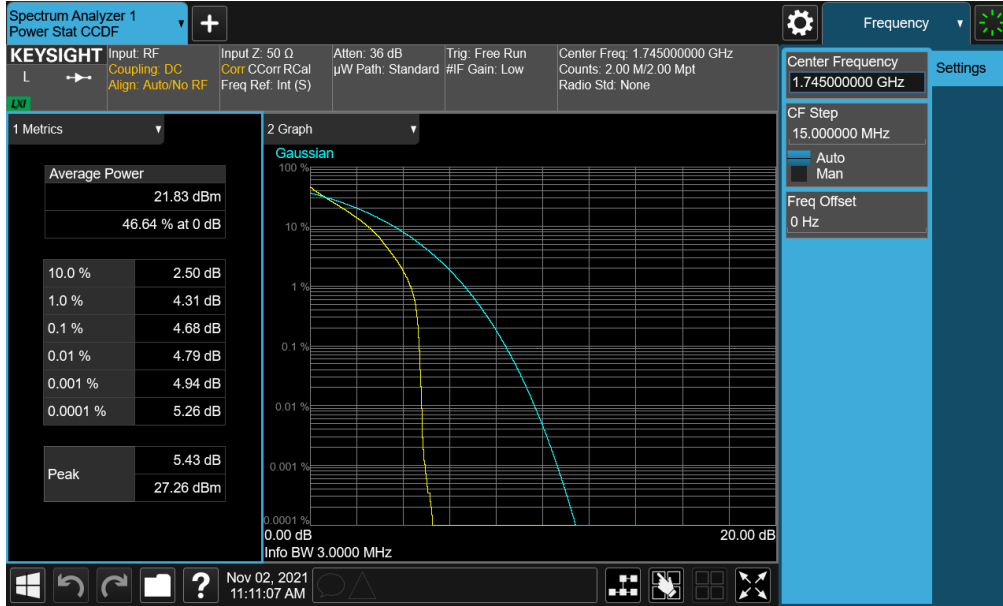 Spectrum Analyzer 1
Power Stat CCDF
Frequency
KEYSIGHT
L
LXI
Input: RF
Coupling: DC
Align: Auto/No RF
Input Z: 50 Ω
Corr CCorr RCal
Freq Ref: Int (S)
Atten: 36 dB
µW Path: Standard
Trig: Free Run
#IF Gain: Low
Center Freq: 1.745000000 GHz
Counts: 2.00 M/2.00 Mpt
Radio Std: None
Center Frequency
1.745000000 GHz
Settings
CF Step
15.000000 MHz
Auto
Man
Freq Offset
0 Hz
1 Metrics
Average Power
21.83 dBm
46.64 % at 0 dB
10.0 % 2.50 dB
1.0 % 4.31 dB
0.1 % 4.68 dB
0.01 % 4.79 dB
0.001 % 4.94 dB
0.0001 % 5.26 dB
Peak
5.43 dB
27.26 dBm
2 Graph
Gaussian
100 %
10 %
1 %
0.1 %
0.01 %
0.001 %
0.0001 %
0.00 dB 20.00 dB
Info BW 3.0000 MHz
?
Nov 02, 2021
11:11:07 AM